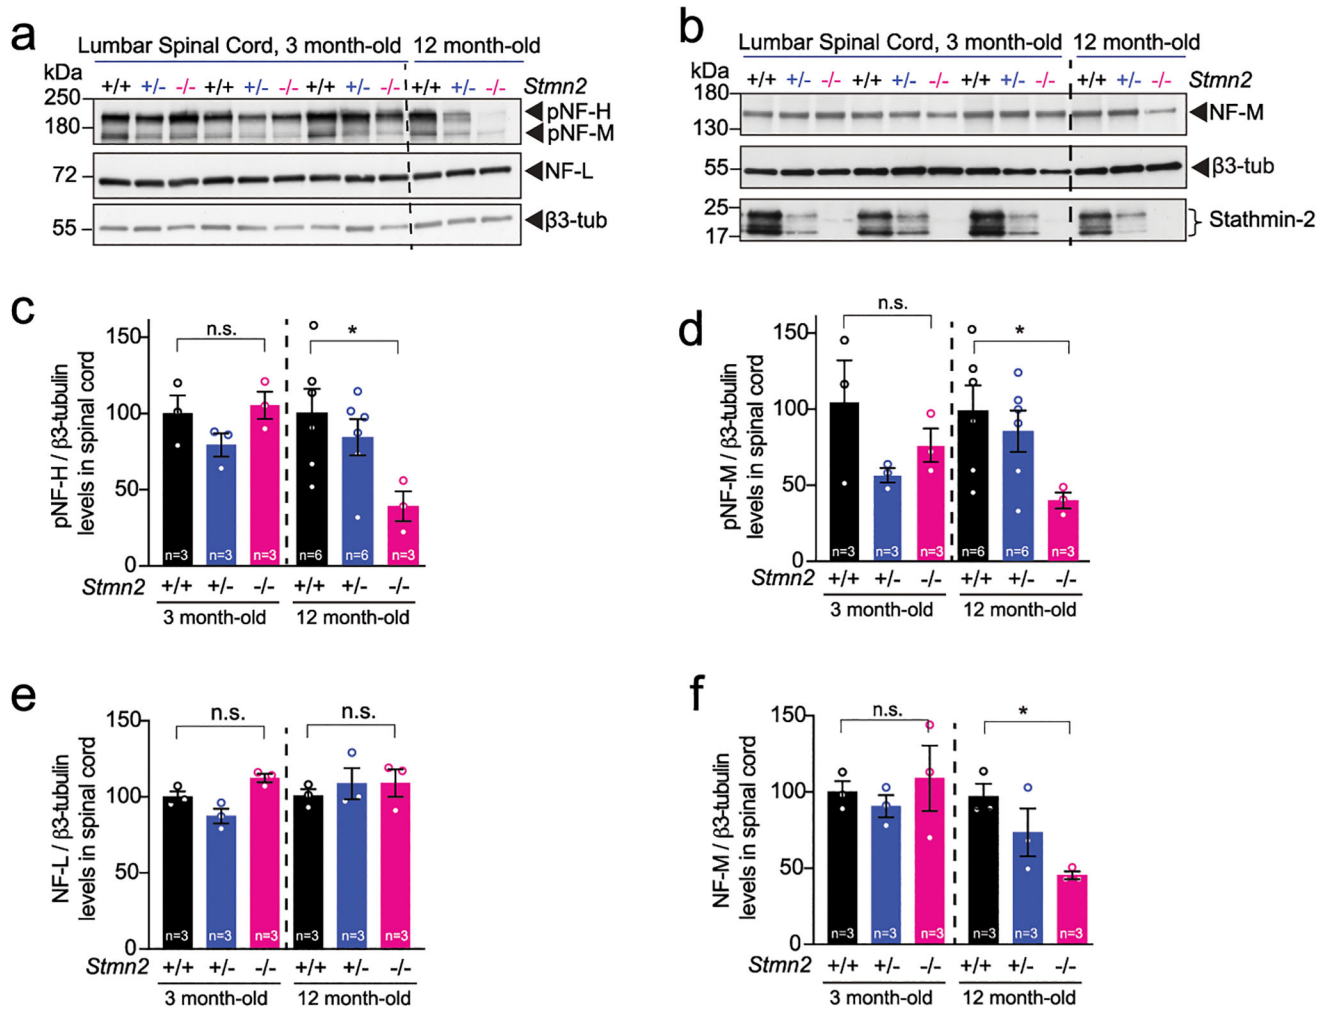 a
Lumbar Spinal Cord, 3 month-old 12 month-old
kDa
+/+ +/- -/- +/+ +/- -/- +/+ +/- -/- +/+ +/- -/- Stmn2
250
pNF-H
180
pNF-M
72
NF-L
55
β3-tub
b
Lumbar Spinal Cord, 3 month-old 12 month-old
kDa
+/+ +/- -/- +/+ +/- -/- +/+ +/- -/- +/+ +/- -/- Stmn2
180
NF-M
130
55
β3-tub
25
Stathmin-2
17
c
pNF-H / β3-tubulin
levels in spinal cord
150
100
50
0
n.s.
*
n=3 n=3 n=3 n=6 n=6 n=3
Stmn2 +/+ +/- -/- +/+ +/- -/-
3 month-old 12 month-old
d
pNF-M / β3-tubulin
levels in spinal cord
150
100
50
0
n.s.
*
n=3 n=3 n=3 n=6 n=6 n=3
Stmn2 +/+ +/- -/- +/+ +/- -/-
3 month-old 12 month-old
e
NF-L / β3-tubulin
levels in spinal cord
150
100
50
0
n.s.
n.s.
n=3 n=3 n=3 n=3 n=3 n=3
Stmn2 +/+ +/- -/- +/+ +/- -/-
3 month-old 12 month-old
f
NF-M / β3-tubulin
levels in spinal cord
150
100
50
0
n.s.
*
n=3 n=3 n=3 n=3 n=3 n=3
Stmn2 +/+ +/- -/- +/+ +/- -/-
3 month-old 12 month-old